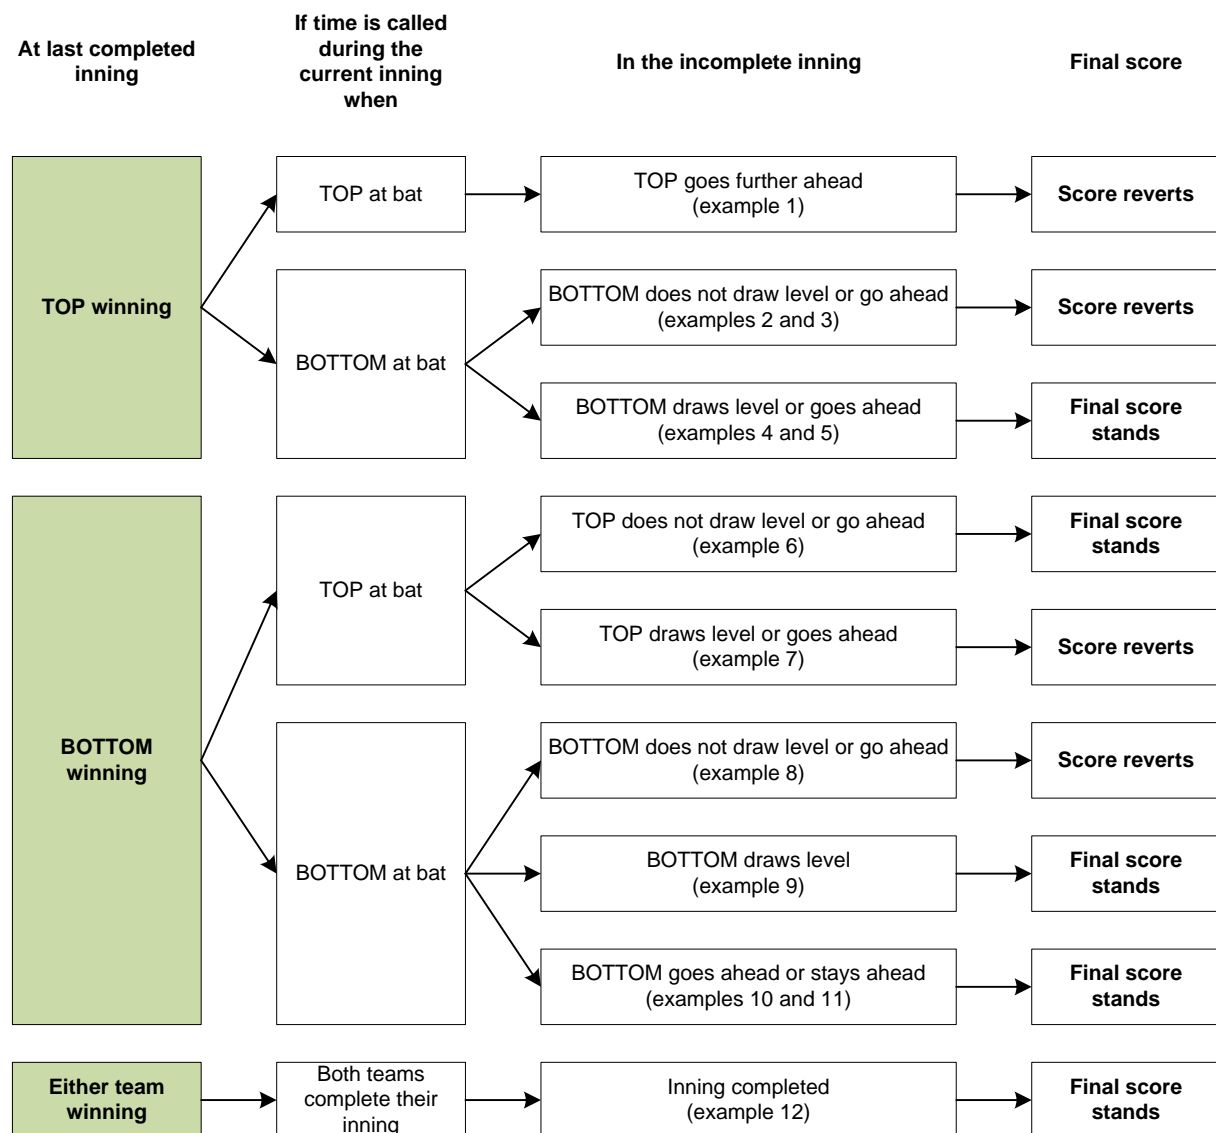 At last completed
inning
If time is called
during the
current inning
when
In the incomplete inning
Final score
TOP winning
TOP at bat
TOP goes further ahead
(example 1)
Score reverts
BOTTOM at bat
BOTTOM does not draw level or go ahead
(examples 2 and 3)
Score reverts
BOTTOM draws level or goes ahead
(examples 4 and 5)
Final score
stands
BOTTOM
winning
TOP at bat
TOP does not draw level or go ahead
(example 6)
Final score
stands
TOP draws level or goes ahead
(example 7)
Score reverts
BOTTOM at bat
BOTTOM does not draw level or go ahead
(example 8)
Score reverts
BOTTOM draws level
(example 9)
Final score
stands
BOTTOM goes ahead or stays ahead
(examples 10 and 11)
Final score
stands
Either team
winning
Both teams
complete their
inning
Inning completed
(example 12)
Final score
stands